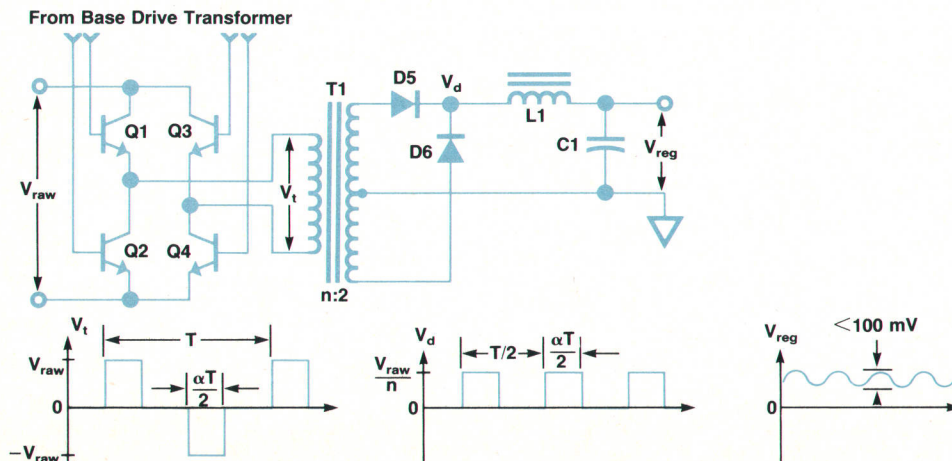 From Base Drive Transformer
T1
D5
V_d
L1
Q1
Q3
D6
C1
V_reg
V_raw
V_t
Q2
Q4
n:2
V_t
T
V_raw
αT/2
0
−V_raw
V_d
T/2
αT/2
V_raw/n
0
V_reg
<100 mV
0